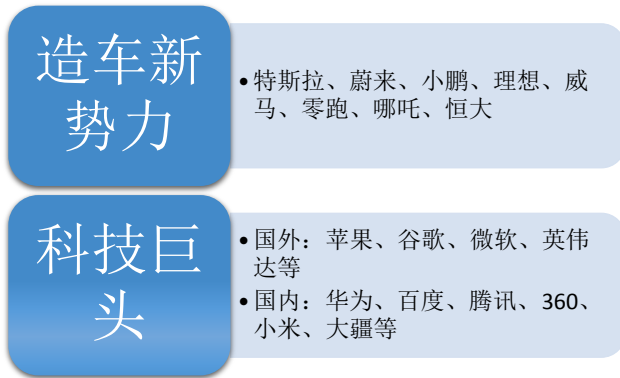 造车新
势力
•特斯拉、蔚来、小鹏、理想、威
马、零跑、哪吒、恒大
科技巨
头
•国外：苹果、谷歌、微软、英伟
达等
•国内：华为、百度、腾讯、360、
小米、大疆等